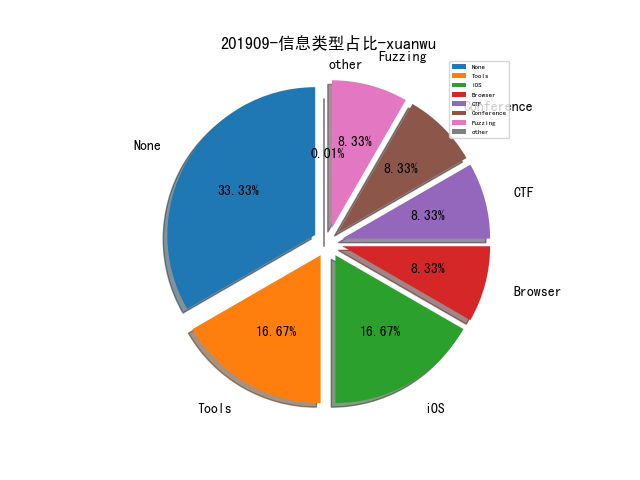 201909-信息类型占比-xuanwu
other
Fuzzing
None
Tools
iOS
Browser
CTF
Conference
Fuzzing
other
Conference
8.33%
0.01%
8.33%
None
33.33%
CTF
8.33%
8.33%
Browser
16.67%
16.67%
Tools
iOS